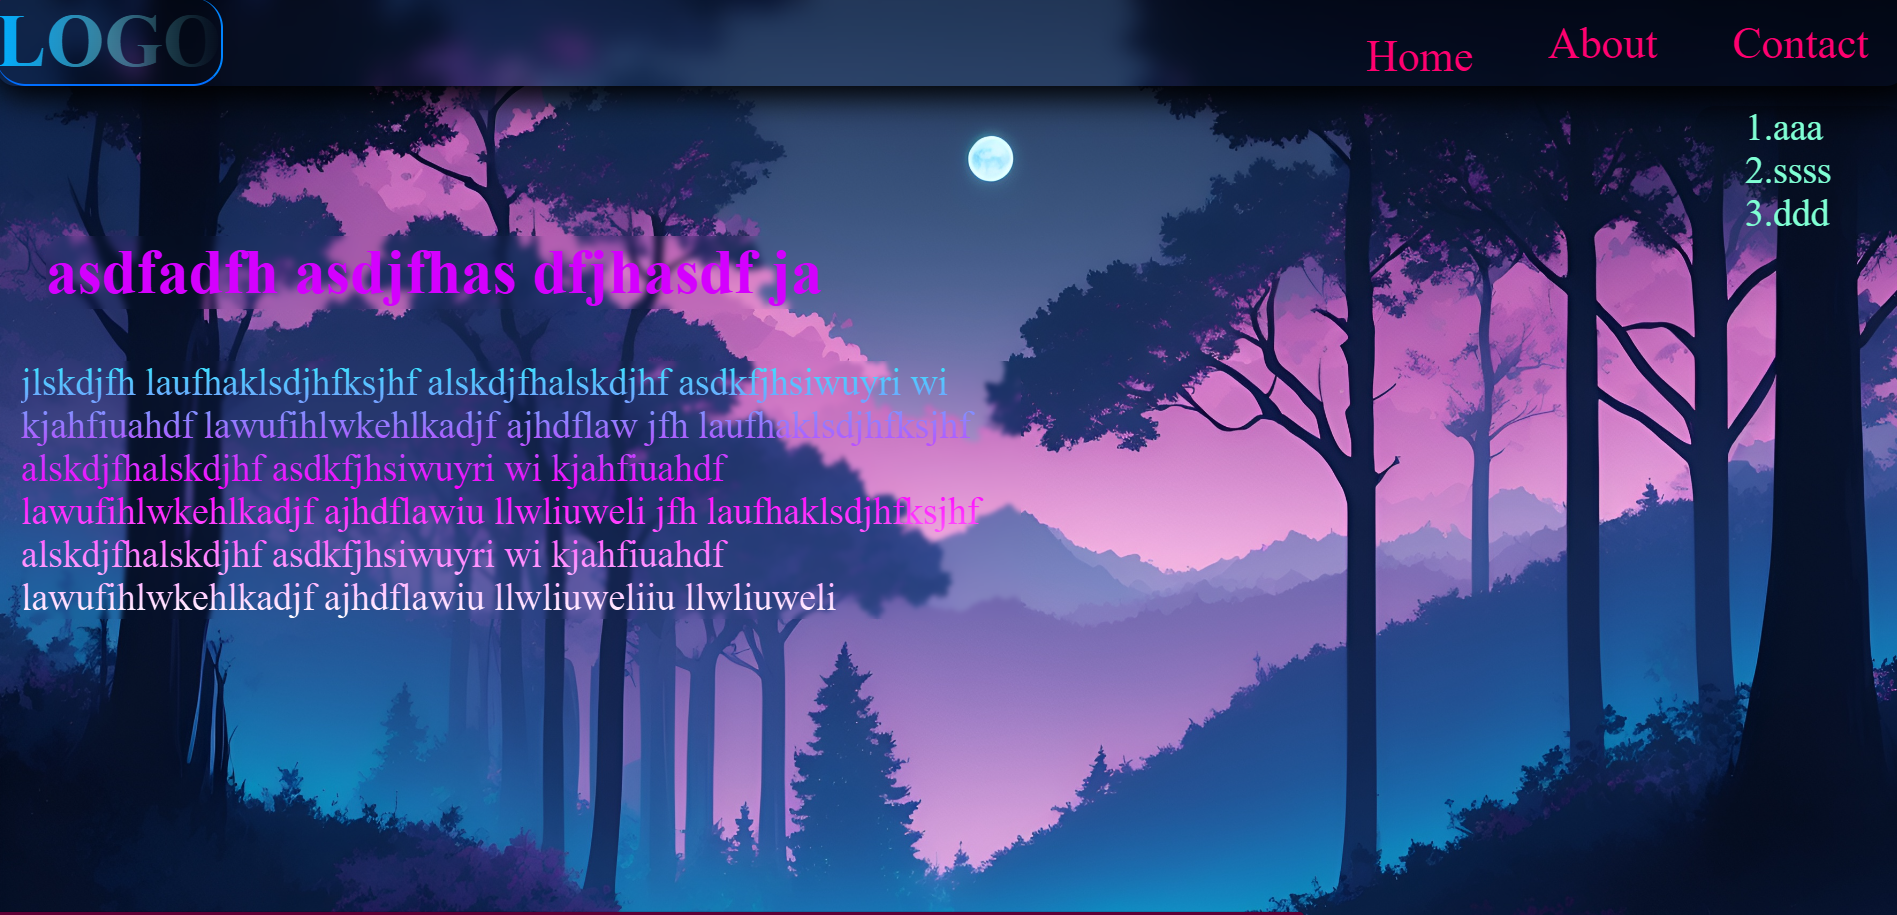 LOGO
Home
About
Contact
1.aaa
2.ssss
3.ddd
asdfadfh asdjfhas dfjhasdf ja
jlskdjfh laufhaklsdjhfksjhf alskdjfhalskdjhf asdkfjhsiwuyri wi
kjahfiuahdf lawufihlwkehlkadjf ajhdflaw jfh laufhaklsdjhfksjhf
alskdjfhalskdjhf asdkfjhsiwuyri wi kjahfiuahdf
lawufihlwkehlkadjf ajhdflawiu llwliuweli jfh laufhaklsdjhfksjhf
alskdjfhalskdjhf asdkfjhsiwuyri wi kjahfiuahdf
lawufihlwkehlkadjf ajhdflawiu llwliuweliiu llwliuweli